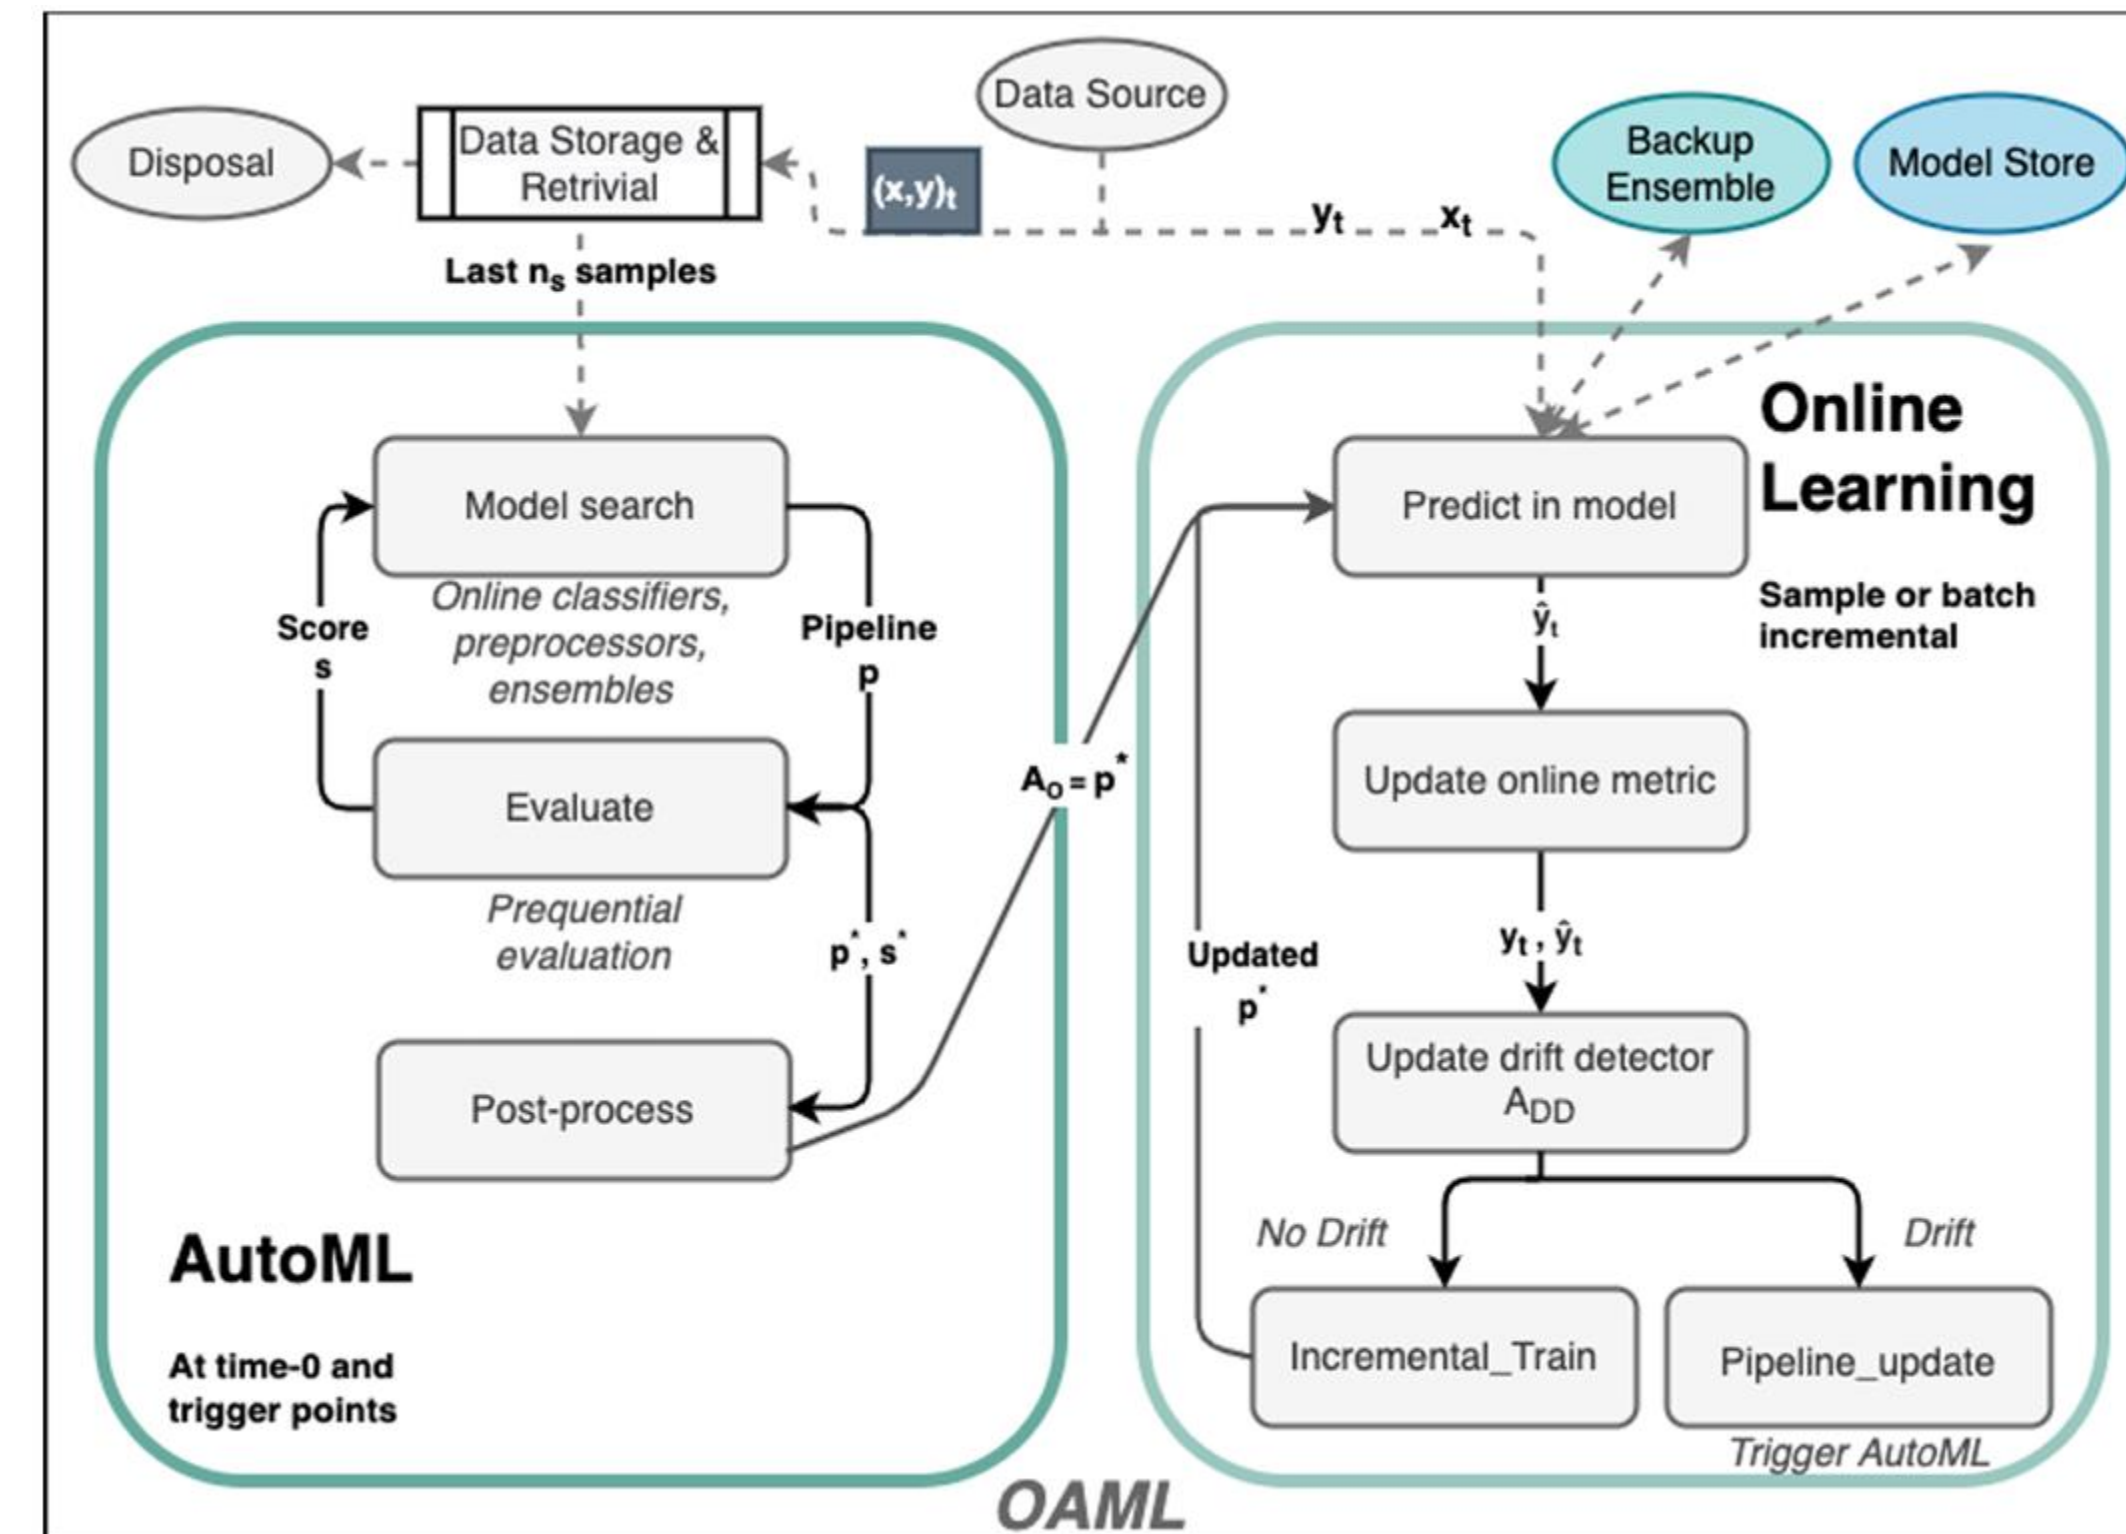 Data Source
Disposal
Data Storage &
Retrivial
(x,y)t
yt
xt
Backup
Ensemble
Model Store
Last ns samples
Model search
Online classifiers,
preprocessors,
ensembles
Score
s
Pipeline
p
Evaluate
Prequential
evaluation
p*, s*
Post-process
AutoML
At time-0 and
trigger points
Ao = p*
Online
Learning
Sample or batch
incremental
Predict in model
ŷt
Update online metric
yt , ŷt
Updated
p*
Update drift detector
ADD
No Drift
Drift
Incremental_Train
Pipeline_update
Trigger AutoML
OAML